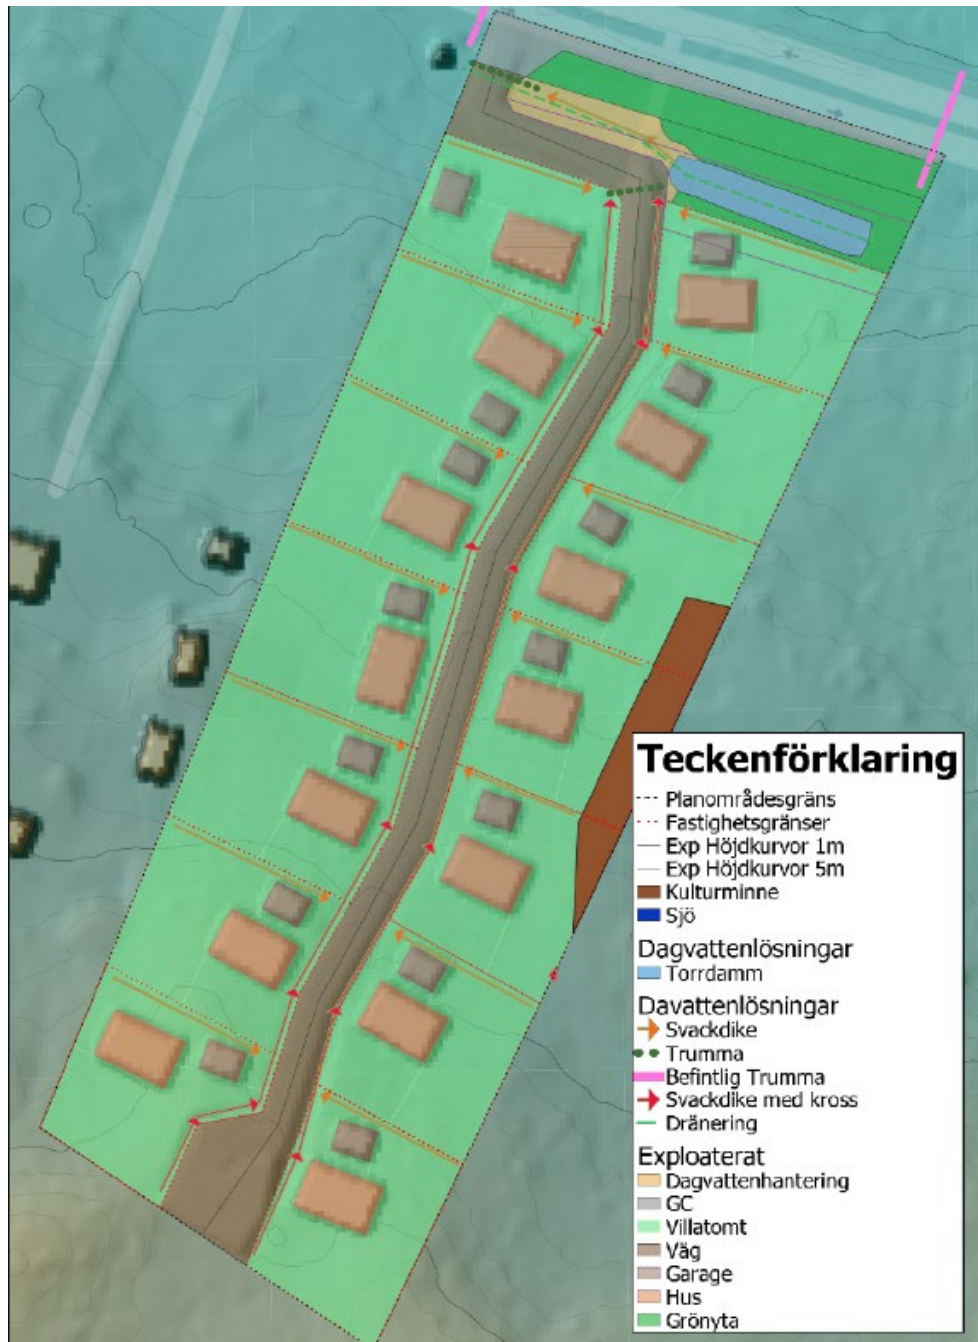 Teckenförklaring
Planområdesgräns
Fastighetsgränser
Exp Höjdkurvor 1m
Exp Höjdkurvor 5m
Kulturminne
Sjö
Dagvattenlösningar
Torrdamm
Davattenlösningar
Svackdike
Trumma
Befintlig Trumma
Svackdike med kross
Dränering
Exploaterat
Dagvattenhantering
GC
Villatomt
Väg
Garage
Hus
Grönyta